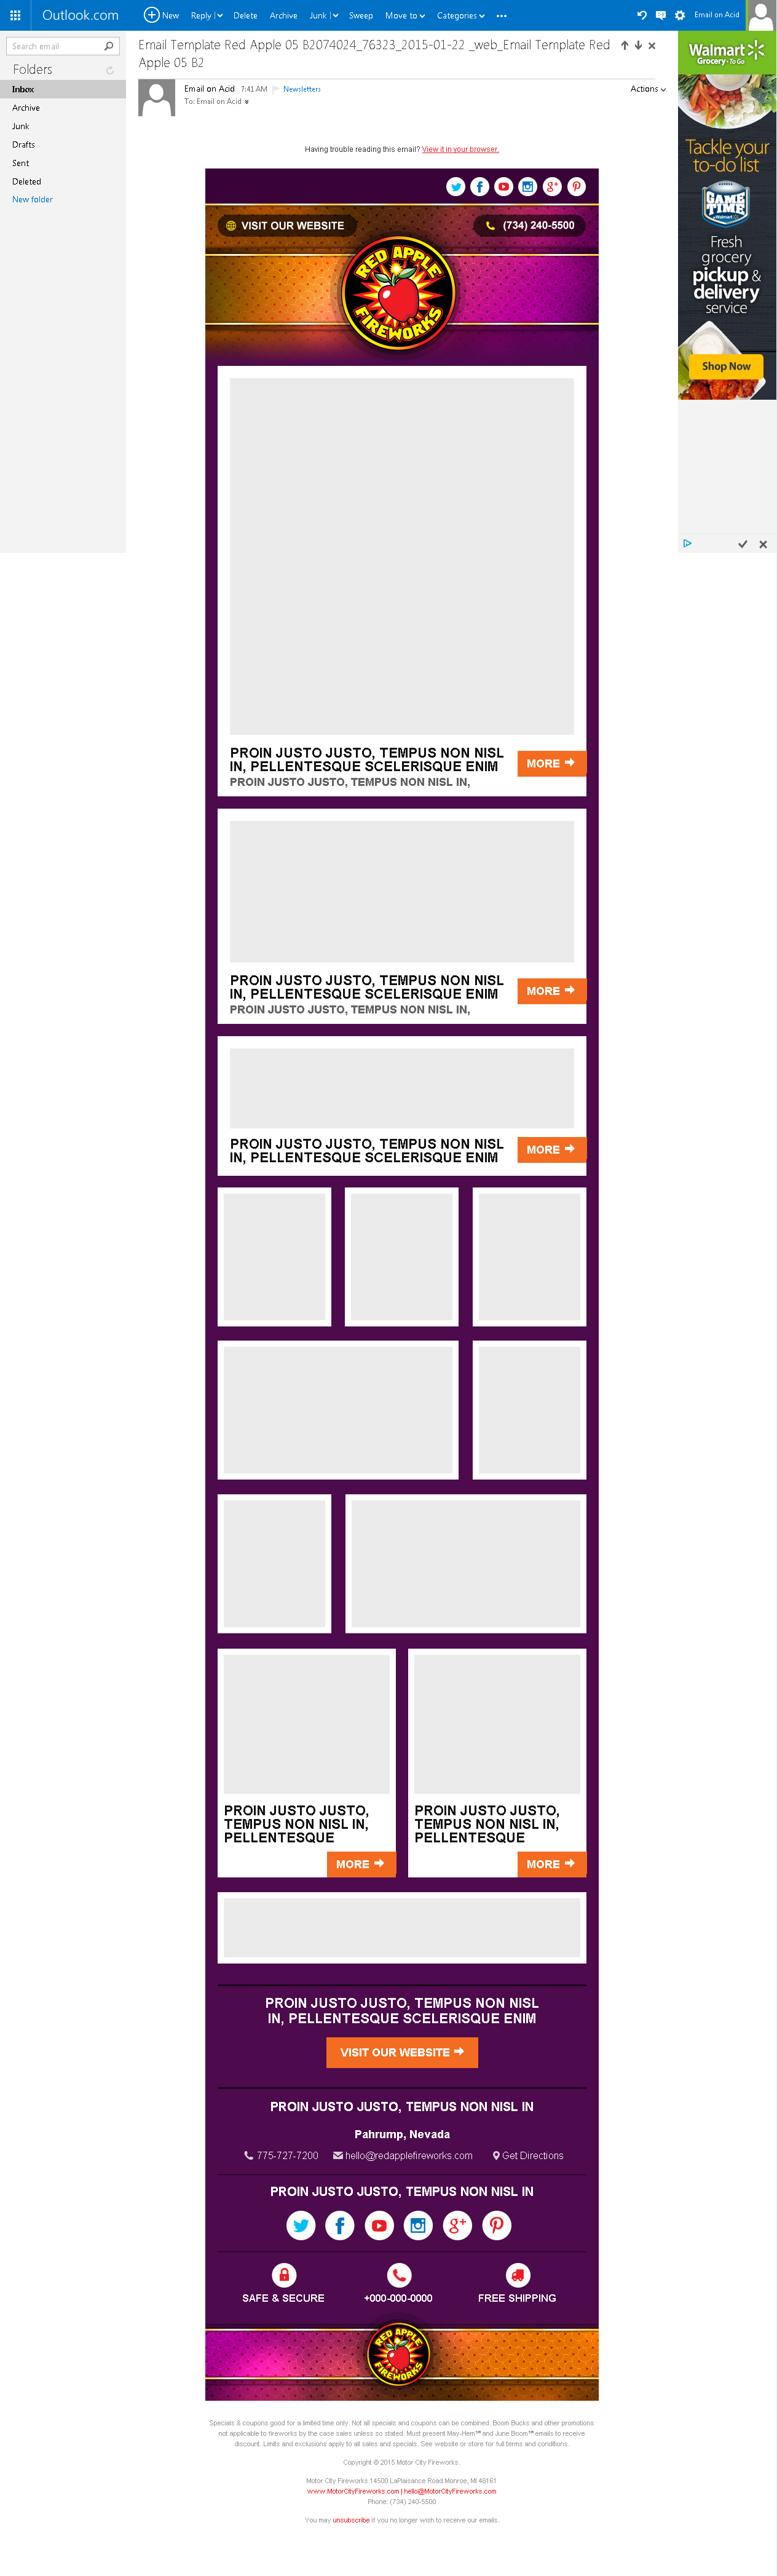 Outlook.com
New Reply Delete Archive Junk Sweep Move to Categories
Email on Acid
Search email
Folders
Inbox
Archive
Junk
Drafts
Sent
Deleted
New folder
Email Template Red Apple 05 B2074024_76323_2015-01-22 _web_Email Template Red
Apple 05 B2
Email on Acid 7:41 AM Newsletters
To: Email on Acid
Actions
Walmart
Grocery · To Go
Tackle your
to-do list
GAME
TIME
Walmart
Fresh
grocery
pickup &
delivery
service
Shop Now
Having trouble reading this email? View it in your browser.
VISIT OUR WEBSITE
(734) 240-5500
RED APPLE
FIREWORKS
PROIN JUSTO JUSTO, TEMPUS NON NISL
IN, PELLENTESQUE SCELERISQUE ENIM
PROIN JUSTO JUSTO, TEMPUS NON NISL IN,
MORE
PROIN JUSTO JUSTO, TEMPUS NON NISL
IN, PELLENTESQUE SCELERISQUE ENIM
PROIN JUSTO JUSTO, TEMPUS NON NISL IN,
MORE
PROIN JUSTO JUSTO, TEMPUS NON NISL
IN, PELLENTESQUE SCELERISQUE ENIM
MORE
PROIN JUSTO JUSTO,
TEMPUS NON NISL IN,
PELLENTESQUE
MORE
PROIN JUSTO JUSTO,
TEMPUS NON NISL IN,
PELLENTESQUE
MORE
PROIN JUSTO JUSTO, TEMPUS NON NISL
IN, PELLENTESQUE SCELERISQUE ENIM
VISIT OUR WEBSITE
PROIN JUSTO JUSTO, TEMPUS NON NISL IN
Pahrump, Nevada
775-727-7200 hello@redapplefireworks.com Get Directions
PROIN JUSTO JUSTO, TEMPUS NON NISL IN
SAFE & SECURE +000-000-0000 FREE SHIPPING
RED APPLE
FIREWORKS
Specials & coupons good for a limited time only. Not all specials and coupons can be combined. Boom Bucks and other promotions
not applicable to fireworks by the case sales unless so stated. Must present May-Hem℠ and June Boom℠ emails to receive
discount. Limits and exclusions apply to all sales and specials. See website or store for full terms and conditions.
Copyright © 2015 Motor City Fireworks.
Motor City Fireworks 14500 LaPlaisance Road Monroe, MI 48161
www.MotorCityFireworks.com | hello@MotorCityFireworks.com
Phone: (734) 240-5500
You may unsubscribe if you no longer wish to receive our emails.